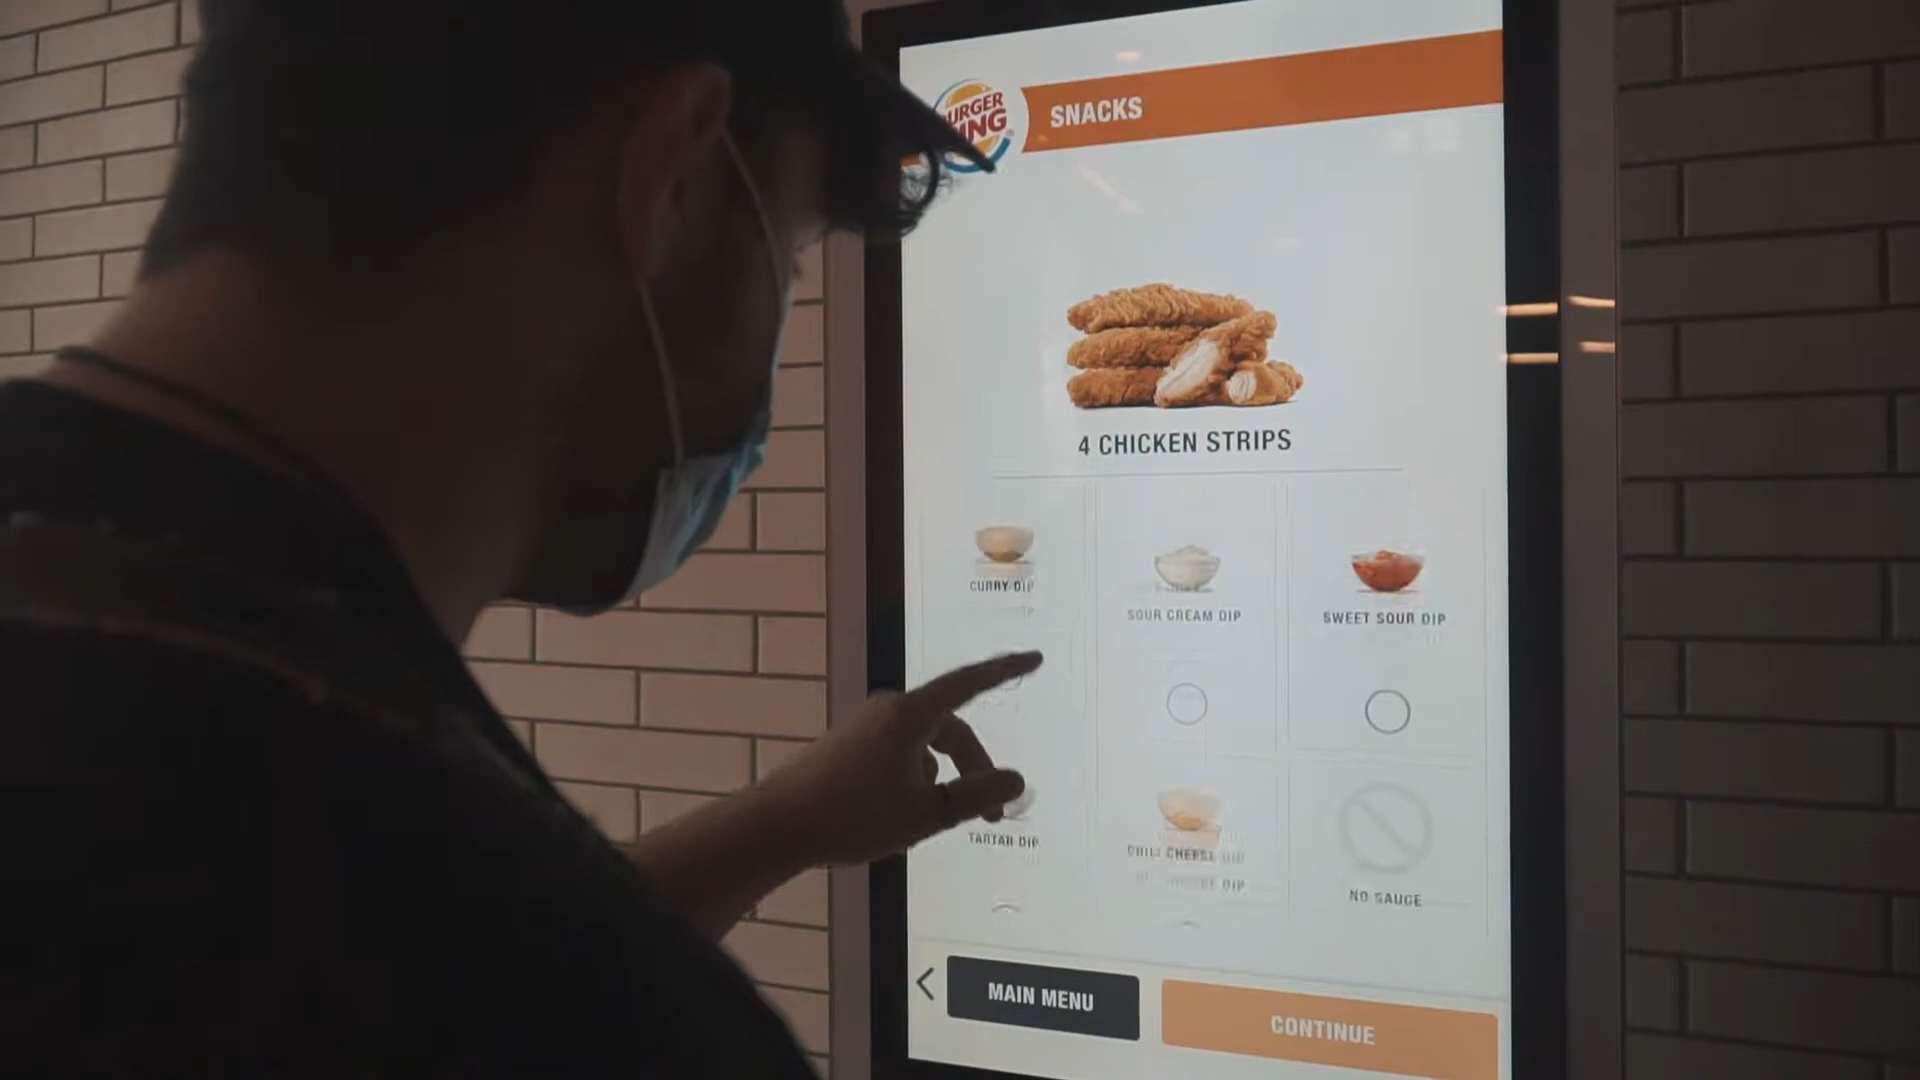 BURGER
KING
SNACKS
4 CHICKEN STRIPS
CURRY DIP
SOUR CREAM DIP
SWEET SOUR DIP
TARTAR DIP
CHILI CHEESE DIP
NO SAUCE
MAIN MENU
CONTINUE